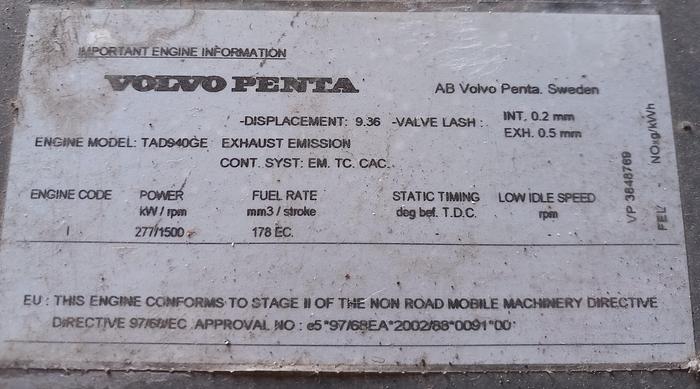 IMPORTANT ENGINE INFORMATION
VOLVO PENTA
AB Volvo Penta. Sweden
-DISPLACEMENT: 9.36 -VALVE LASH : INT. 0.2 mm
EXH. 0.5 mm
ENGINE MODEL: TAD940GE EXHAUST EMISSION
CONT. SYST: EM. TC. CAC.
ENGINE CODE POWER FUEL RATE STATIC TIMING LOW IDLE SPEED
kW / rpm mm3 / stroke deg bef. T.D.C. rpm
I 277/1500 178 EC.
EU : THIS ENGINE CONFORMS TO STAGE II OF THE NON ROAD MOBILE MACHINERY DIRECTIVE
DIRECTIVE 97/68/EC APPROVAL NO : e5*97/68EA*2002/88*0091*00
VP 3848769
FEL: NOxg/kWh